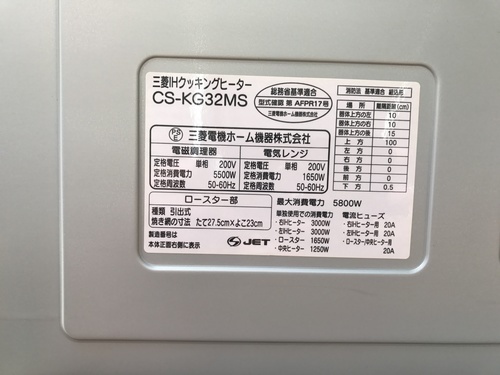 三菱IHクッキングヒーター
CS-KG32MS
総務省基準適合
型式確認 第 AFPR17号
三菱電機ホーム機器株式会社
消防法 基準適合 組込形
場所 離隔距離(cm)
器体上方の左 10
器体上方の右 10
器体上方の後 15
上方 100
左方 0
右方 0
前方 0
後方 0
下方 0.5
PSE 三菱電機ホーム機器株式会社
電磁調理器 電気レンジ
定格電圧 単相 200V 定格電圧 単相 200V
定格消費電力 5500W 定格消費電力 1650W
定格周波数 50-60Hz 定格周波数 50-60Hz
ロースター部
種類 引出式
焼き網の寸法 たて27.5cm×よこ23cm
製造番号は
本体正面右側に表示
S JET
最大消費電力 5800W
単独使用での消費電力
・右IHヒーター 3000W
・左IHヒーター 3000W
・ロースター 1650W
・中央ヒーター 1250W
電流ヒューズ
・右IHヒーター用 20A
・左IHヒーター用 20A
・ロースター/中央ヒーター用 20A